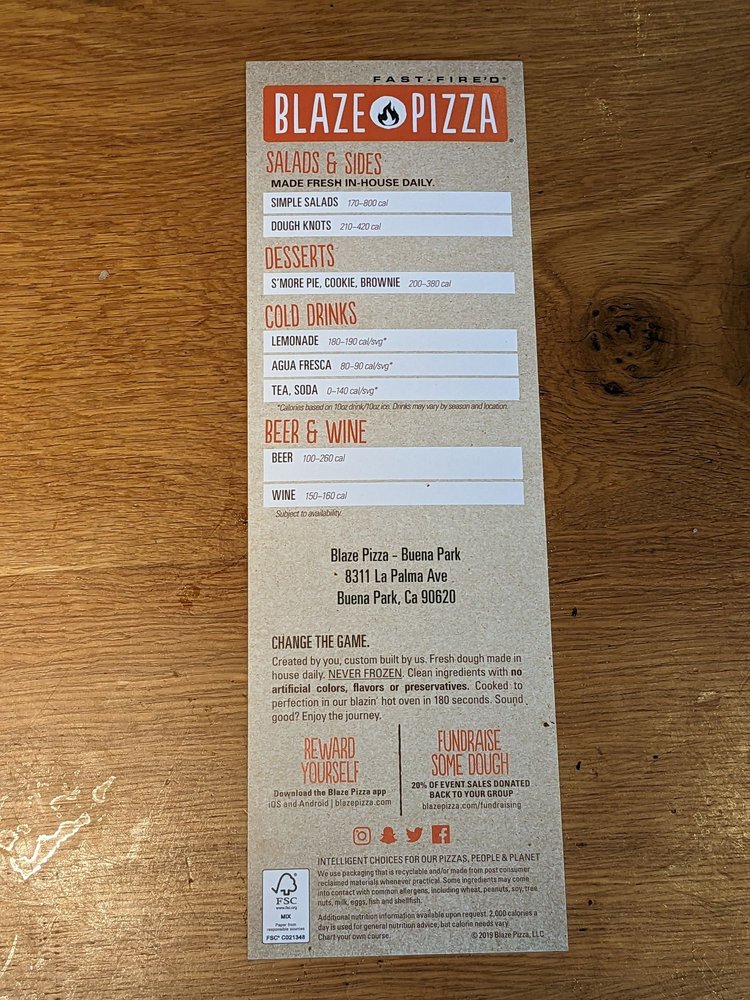 FAST-FIRE'D®
BLAZE PIZZA®
SALADS & SIDES
MADE FRESH IN-HOUSE DAILY.
SIMPLE SALADS 170–800 cal
DOUGH KNOTS 210–420 cal
DESSERTS
S'MORE PIE, COOKIE, BROWNIE 200–380 cal
COLD DRINKS
LEMONADE 180–190 cal/svg*
AGUA FRESCA 80–90 cal/svg*
TEA, SODA 0–140 cal/svg*
*Calories based on 10oz drink/10oz ice. Drinks may vary by season and location.
BEER & WINE
BEER 100–260 cal
WINE 150–160 cal
Subject to availability.
Blaze Pizza - Buena Park
8311 La Palma Ave
Buena Park, Ca 90620
CHANGE THE GAME.
Created by you, custom built by us. Fresh dough made in
house daily. NEVER FROZEN. Clean ingredients with no
artificial colors, flavors or preservatives. Cooked to
perfection in our blazin' hot oven in 180 seconds. Sound
good? Enjoy the journey.
REWARD
YOURSELF
Download the Blaze Pizza app
iOS and Android | blazepizza.com
FUNDRAISE
SOME DOUGH
20% OF EVENT SALES DONATED
BACK TO YOUR GROUP
blazepizza.com/fundraising
INTELLIGENT CHOICES FOR OUR PIZZAS, PEOPLE & PLANET
We use packaging that is recyclable and/or made from post consumer
reclaimed materials whenever practical. Some ingredients may come
into contact with common allergens, including wheat, peanuts, soy, tree
nuts, milk, eggs, fish and shellfish.
Additional nutrition information available upon request. 2,000 calories a
day is used for general nutrition advice, but calorie needs vary.
Chart your own course. © 2019 Blaze Pizza, LLC
FSC
www.fsc.org
MIX
Paper from
responsible sources
FSC® C021348